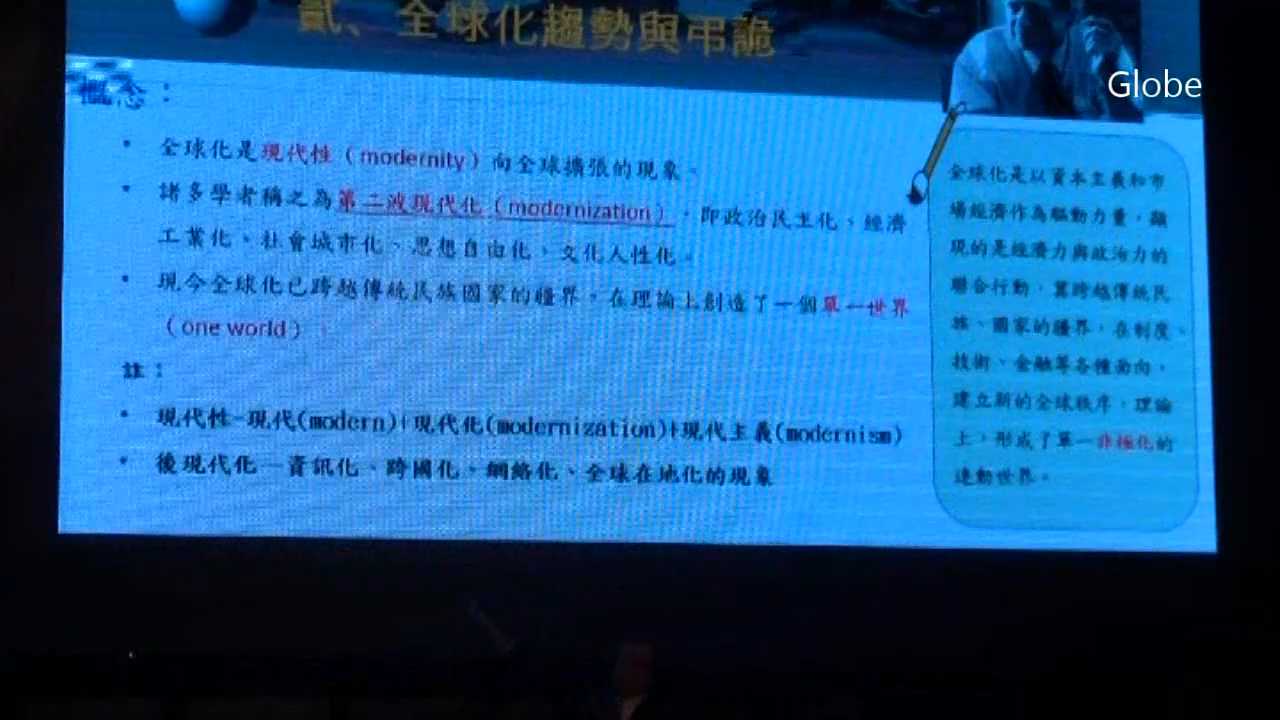 貳、全球化趨勢與弔詭
Globe
概念：
• 全球化是現代性（modernity）向全球擴張的現象。
• 諸多學者稱之為第二波現代化（modernization），即政治民主化、經濟
工業化、社會城市化、思想自由化、文化人性化。
• 現今全球化已跨越傳統民族國家的疆界，在理論上創造了一個單一世界
（one world）
註：
• 現代性-現代(modern)+現代化(modernization)+現代主義(modernism)
• 後現代化—資訊化、跨國化、網絡化、全球在地化的現象
全球化是以資本主義和市
場經濟作為驅動力量，顯
現的是經濟力與政治力的
聯合行動，冀跨越傳統民
族、國家的疆界，在制度、
技術、金融等各種面向，
建立新的全球秩序，理論
上，形成了單一非極化的
連動世界。